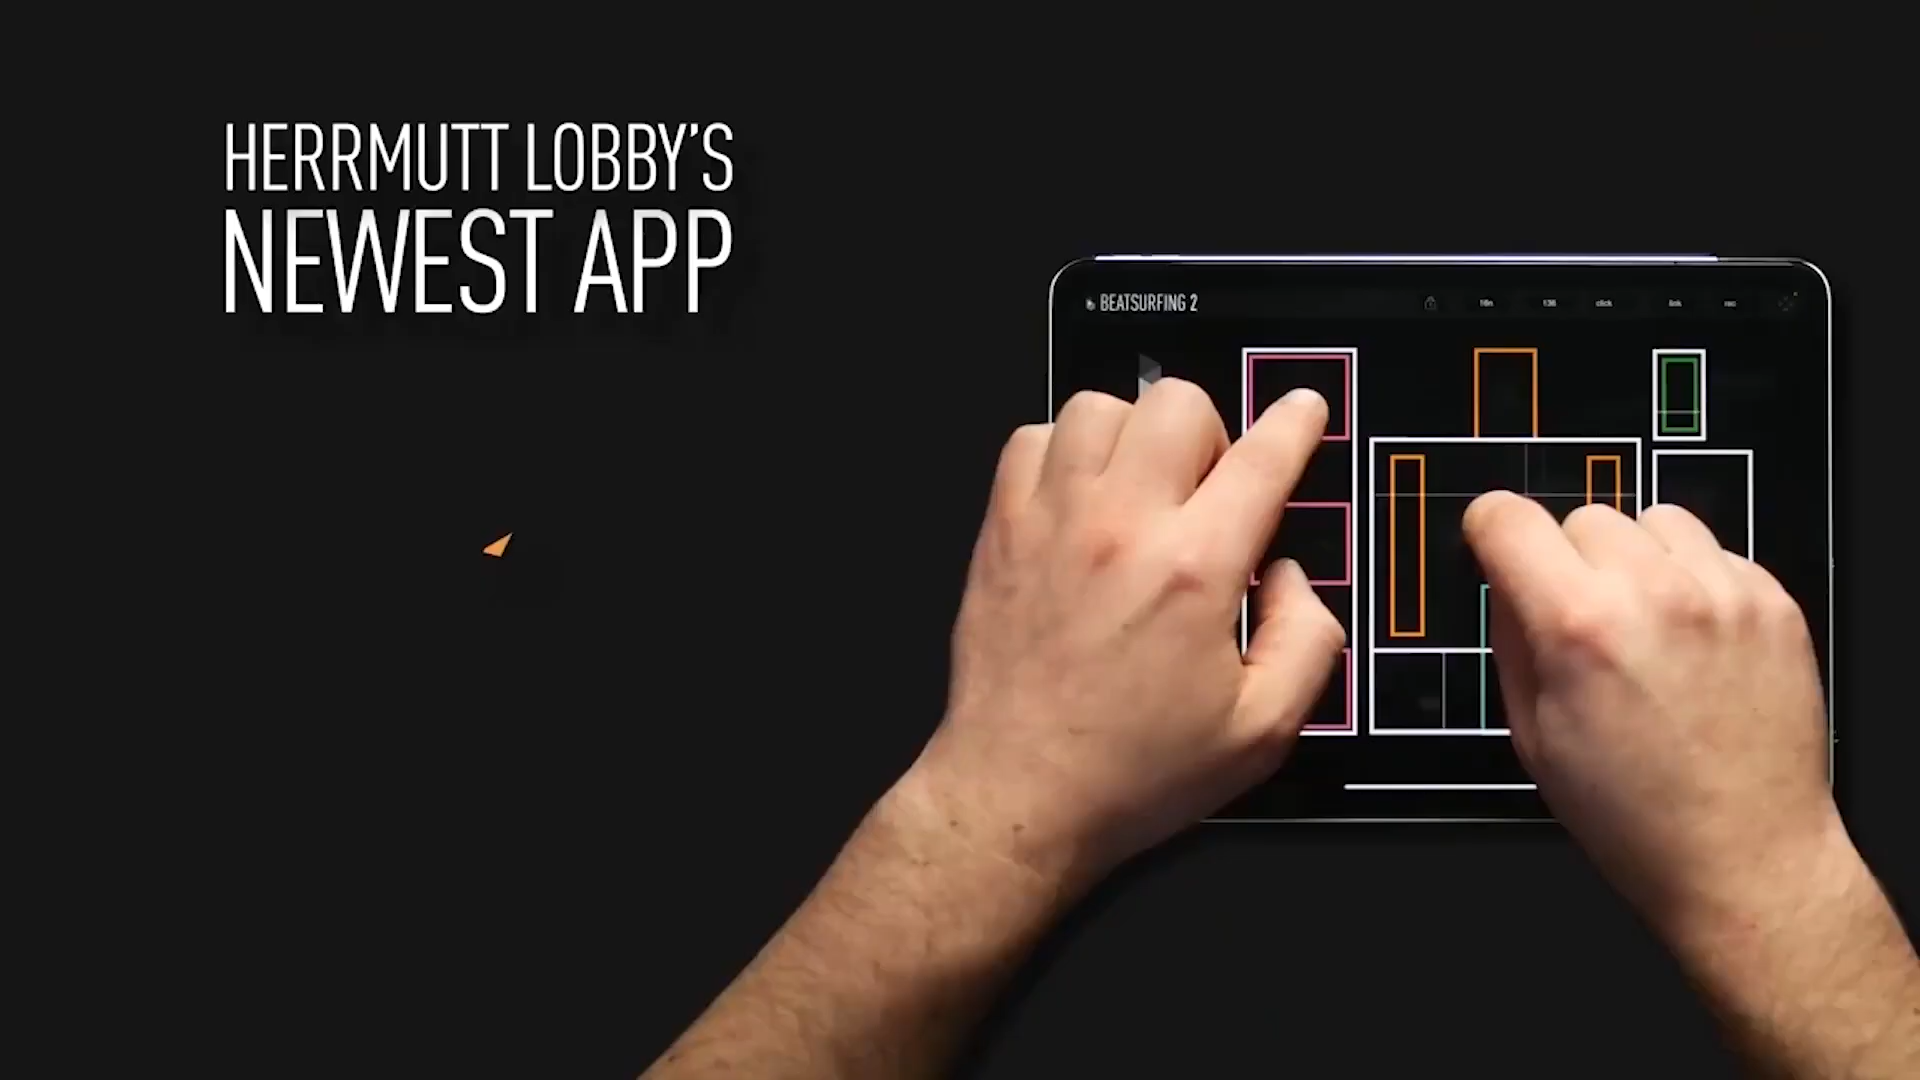 HERRMUTT LOBBY'S
NEWEST APP
BEATSURFING 2
click
link
rec